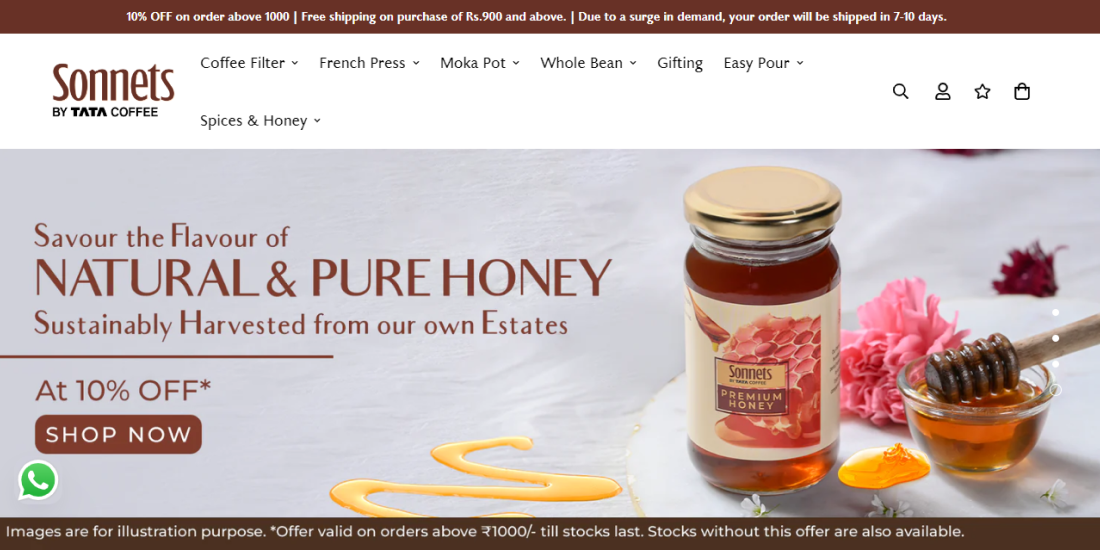 10% OFF on order above 1000 | Free shipping on purchase of Rs.900 and above. | Due to a surge in demand, your order will be shipped in 7-10 days.
Sonnets
BY TATA COFFEE
Coffee Filter
French Press
Moka Pot
Whole Bean
Gifting
Easy Pour
Spices & Honey
Savour the Flavour of
NATURAL & PURE HONEY
Sustainably Harvested from our own Estates
At 10% OFF*
SHOP NOW
Sonnets
BY TATA COFFEE
PREMIUM
HONEY
Images are for illustration purpose. *Offer valid on orders above ₹1000/- till stocks last. Stocks without this offer are also available.